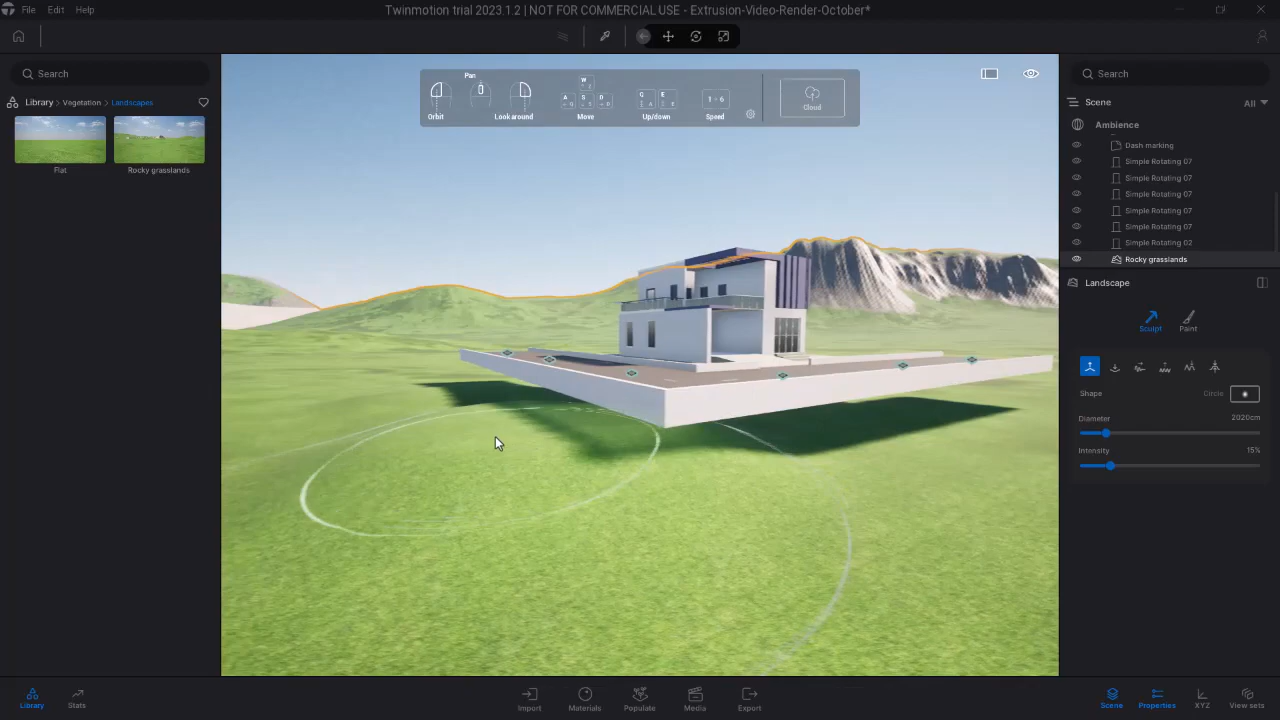 File Edit Help
Twinmotion trial 2023.1.2 | NOT FOR COMMERCIAL USE - Extrusion-Video-Render-October*
Search
Library Vegetation Landscapes
Flat
Rocky grasslands
Pan
Orbit
Look around
W
A S D
Move
Q E
Up/down
1 - 6
Speed
Cloud
Search
Scene
All
Ambience
Dash marking
Simple Rotating 07
Simple Rotating 07
Simple Rotating 07
Simple Rotating 07
Simple Rotating 07
Simple Rotating 02
Rocky grasslands
Landscape
Sculpt
Paint
Shape
Circle
Diameter
2020cm
Intensity
15%
Library
Stats
Import
Materials
Populate
Media
Export
Scene
Properties
XYZ
View sets